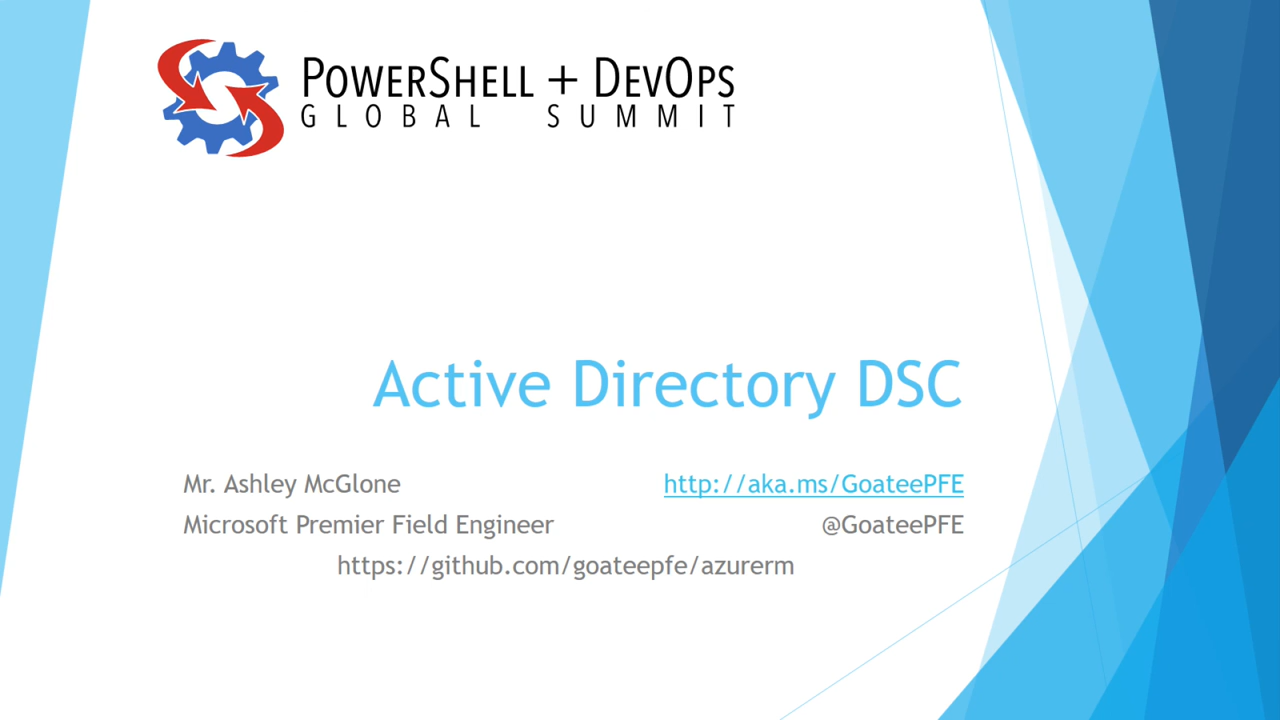 POWERSHELL + DEVOPS
GLOBAL SUMMIT
Active Directory DSC
Mr. Ashley McGlone http://aka.ms/GoateePFE
Microsoft Premier Field Engineer @GoateePFE
https://github.com/goateepfe/azurerm